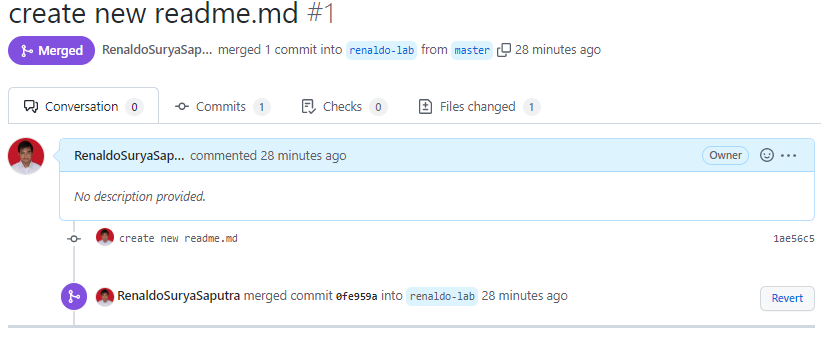 create new readme.md #1
Merged RenaldoSuryaSap... merged 1 commit into renaldo-lab from master 28 minutes ago
Conversation 0 Commits 1 Checks 0 Files changed 1
RenaldoSuryaSap... commented 28 minutes ago Owner
No description provided.
create new readme.md 1ae56c5
RenaldoSuryaSaputra merged commit 0fe959a into renaldo-lab 28 minutes ago Revert